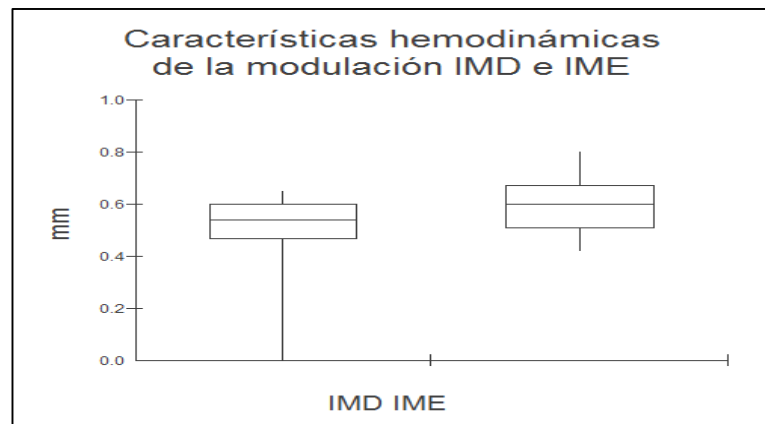 Características hemodinámicas
de la modulación IMD e IME
1.0
0.8
0.6
mm
0.4
0.2
0.0
IMD IME